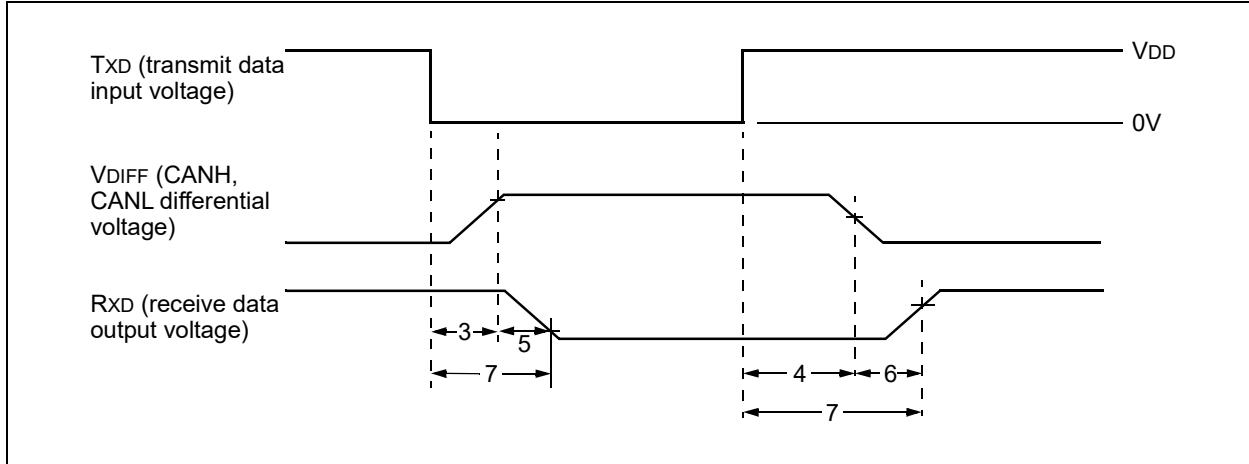 TXD (transmit data
input voltage)
VDD
0V
VDIFF (CANH,
CANL differential
voltage)
RXD (receive data
output voltage)
3
5
7
4
6
7